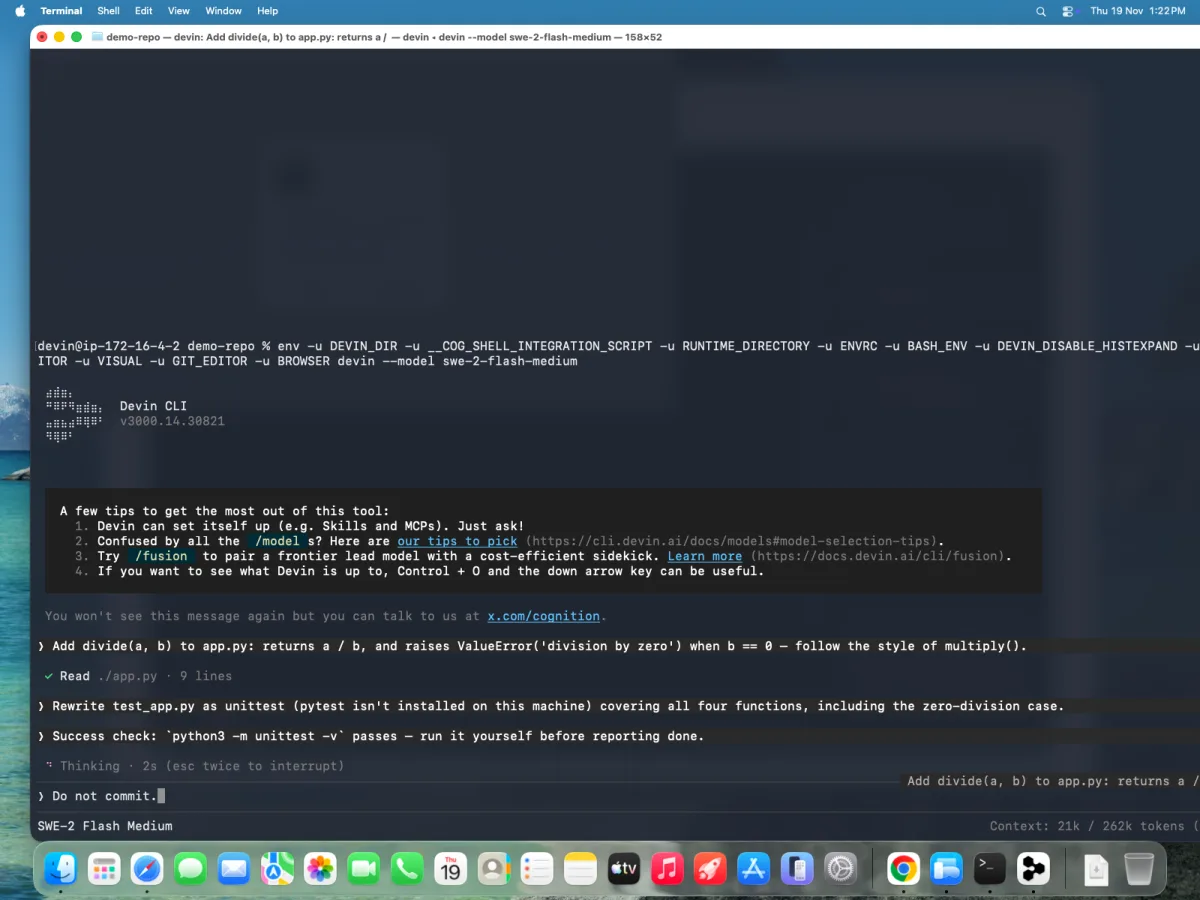 Terminal Shell Edit View Window Help Thu 19 Nov 1:22 PM
demo-repo — devin: Add divide(a, b) to app.py: returns a / — devin • devin --model swe-2-flash-medium — 158×52
devin@ip-172-16-4-2 demo-repo % env -u DEVIN_DIR -u __COG_SHELL_INTEGRATION_SCRIPT -u RUNTIME_DIRECTORY -u ENVRC -u BASH_ENV -u DEVIN_DISABLE_HISTEXPAND -u
ITOR -u VISUAL -u GIT_EDITOR -u BROWSER devin --model swe-2-flash-medium
Devin CLI
v3000.14.30821
A few tips to get the most out of this tool:
1. Devin can set itself up (e.g. Skills and MCPs). Just ask!
2. Confused by all the /model s? Here are our tips to pick (https://cli.devin.ai/docs/models#model-selection-tips).
3. Try /fusion to pair a frontier lead model with a cost-efficient sidekick. Learn more (https://docs.devin.ai/cli/fusion).
4. If you want to see what Devin is up to, Control + O and the down arrow key can be useful.
You won't see this message again but you can talk to us at x.com/cognition.
❯ Add divide(a, b) to app.py: returns a / b, and raises ValueError('division by zero') when b == 0 — follow the style of multiply().
✓ Read ./app.py · 9 lines
❯ Rewrite test_app.py as unittest (pytest isn't installed on this machine) covering all four functions, including the zero-division case.
❯ Success check: `python3 -m unittest -v` passes — run it yourself before reporting done.
Thinking · 2s (esc twice to interrupt)
Add divide(a, b) to app.py: returns a /
❯ Do not commit.
SWE-2 Flash Medium Context: 21k / 262k tokens (
Thu
19
tv